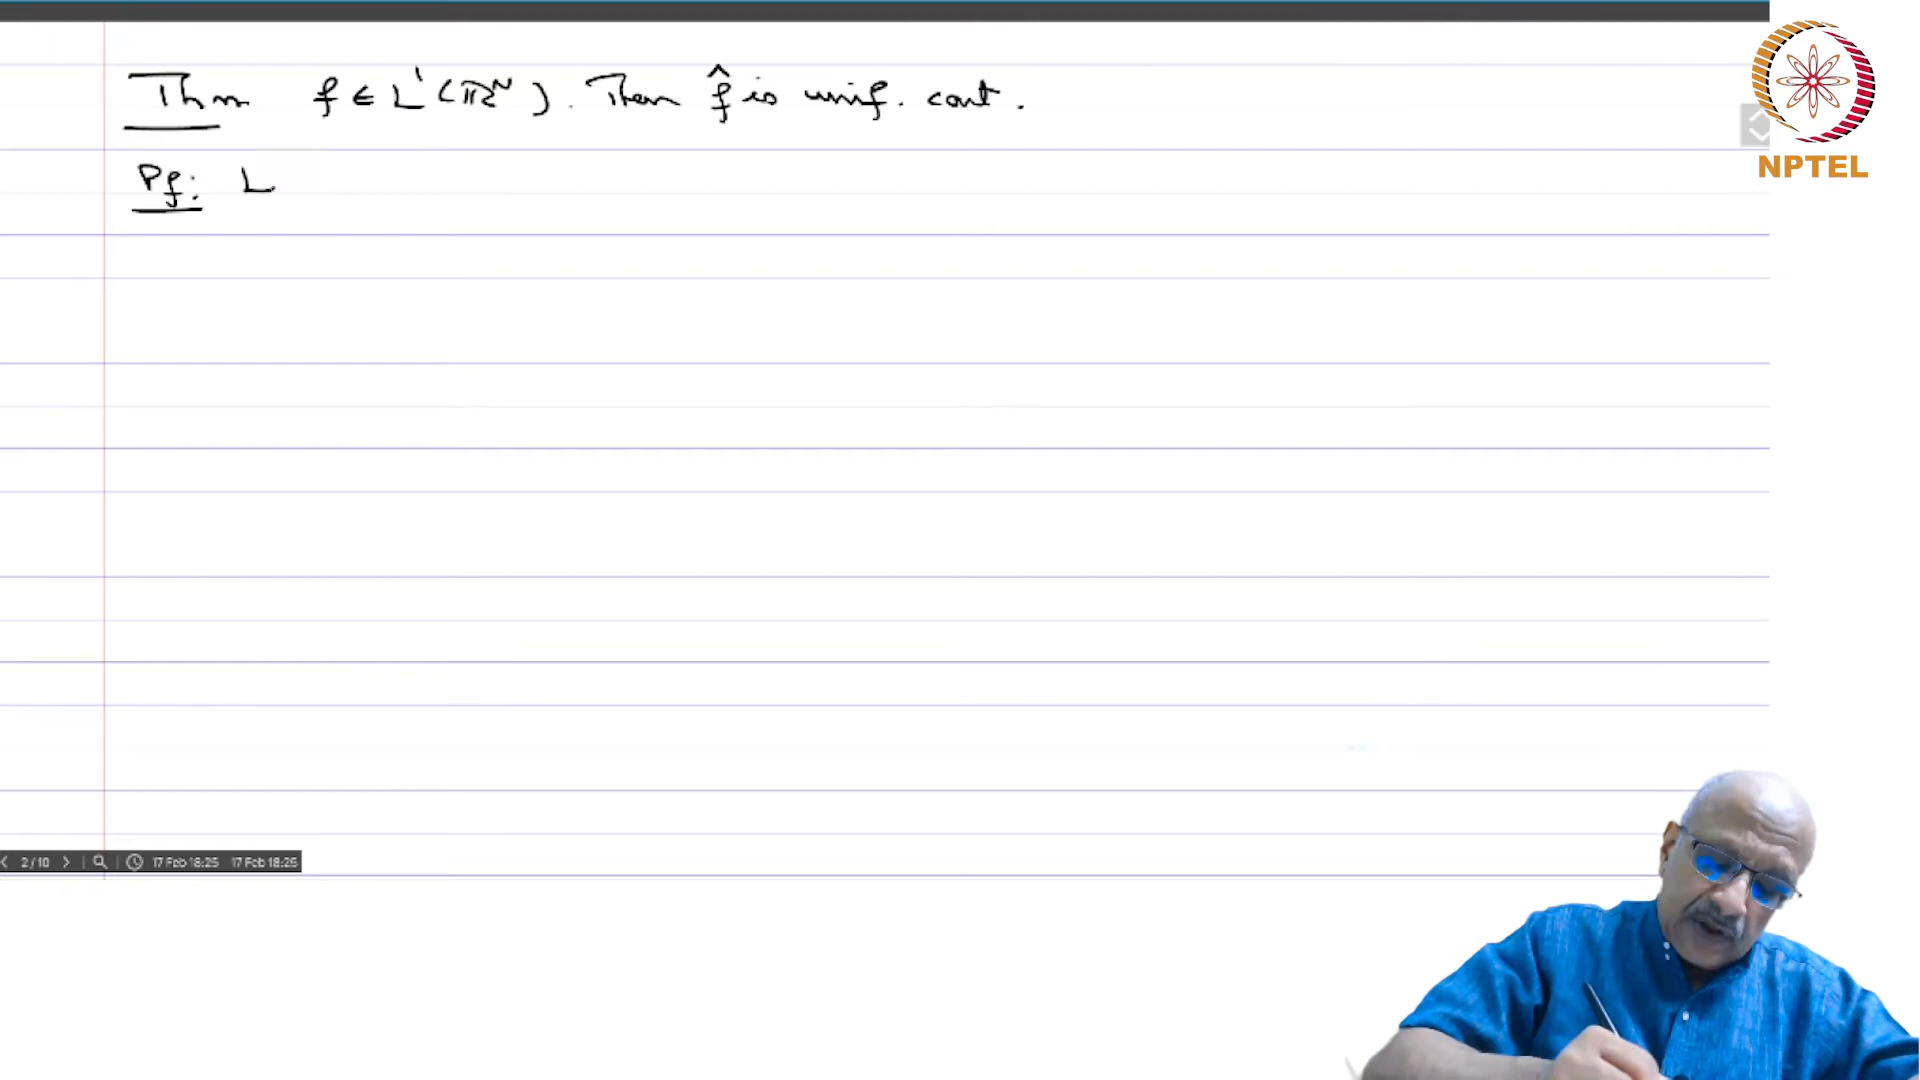 Thm f ∈ L¹(ℝᴺ). Then f̂ is unif. cont.
Pf: L
NPTEL
2/10 17 Feb 18:25 17 Feb 18:25